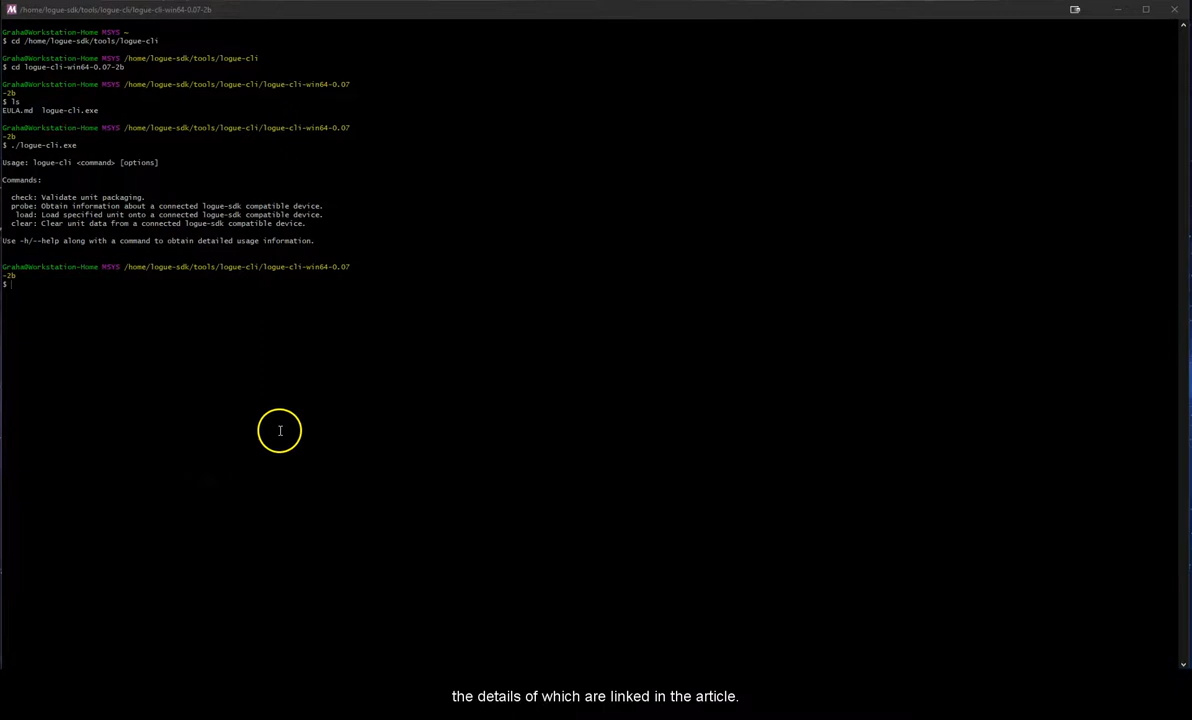 /home/logue-sdk/tools/logue-cli/logue-cli-win64-0.07-2b
Graha@Workstation-Home MSYS ~
$ cd /home/logue-sdk/tools/logue-cli
Graha@Workstation-Home MSYS /home/logue-sdk/tools/logue-cli
$ cd logue-cli-win64-0.07-2b
Graha@Workstation-Home MSYS /home/logue-sdk/tools/logue-cli/logue-cli-win64-0.07
-2b
$ ls
EULA.md  logue-cli.exe
Graha@Workstation-Home MSYS /home/logue-sdk/tools/logue-cli/logue-cli-win64-0.07
-2b
$ ./logue-cli.exe
Usage: logue-cli <command> [options]
Commands:
check: Validate unit packaging.
probe: Obtain information about a connected logue-sdk compatible device.
load: Load specified unit onto a connected logue-sdk compatible device.
clear: Clear unit data from a connected logue-sdk compatible device.
Use -h/--help along with a command to obtain detailed usage information.
Graha@Workstation-Home MSYS /home/logue-sdk/tools/logue-cli/logue-cli-win64-0.07
-2b
$
the details of which are linked in the article.